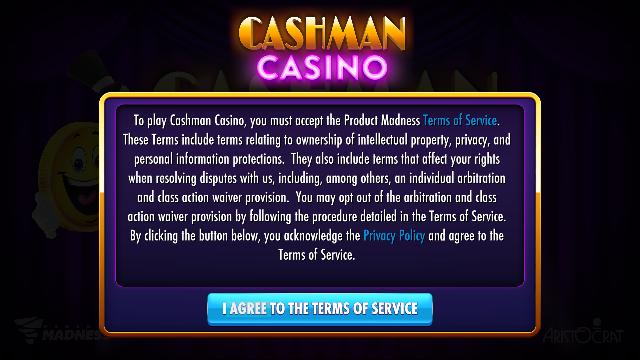 CASHMAN
CASINO
To play Cashman Casino, you must accept the Product Madness Terms of Service.
These Terms include terms relating to ownership of intellectual property, privacy, and
personal information protections. They also include terms that affect your rights
when resolving disputes with us, including, among others, an individual arbitration
and class action waiver provision. You may opt out of the arbitration and class
action waiver provision by following the procedure detailed in the Terms of Service.
By clicking the button below, you acknowledge the Privacy Policy and agree to the
Terms of Service.
I AGREE TO THE TERMS OF SERVICE
ARISTOCRAT